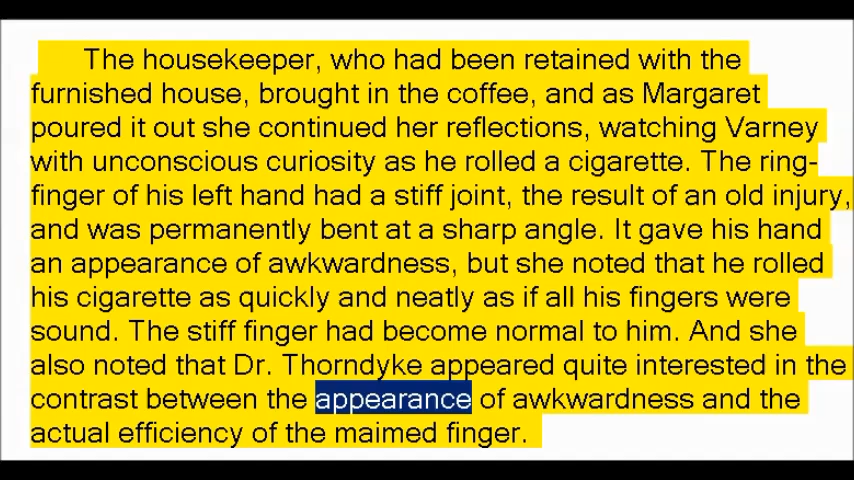 The housekeeper, who had been retained with the
furnished house, brought in the coffee, and as Margaret
poured it out she continued her reflections, watching Varney
with unconscious curiosity as he rolled a cigarette. The ring-
finger of his left hand had a stiff joint, the result of an old injury,
and was permanently bent at a sharp angle. It gave his hand
an appearance of awkwardness, but she noted that he rolled
his cigarette as quickly and neatly as if all his fingers were
sound. The stiff finger had become normal to him. And she
also noted that Dr. Thorndyke appeared quite interested in the
contrast between the appearance of awkwardness and the
actual efficiency of the maimed finger.